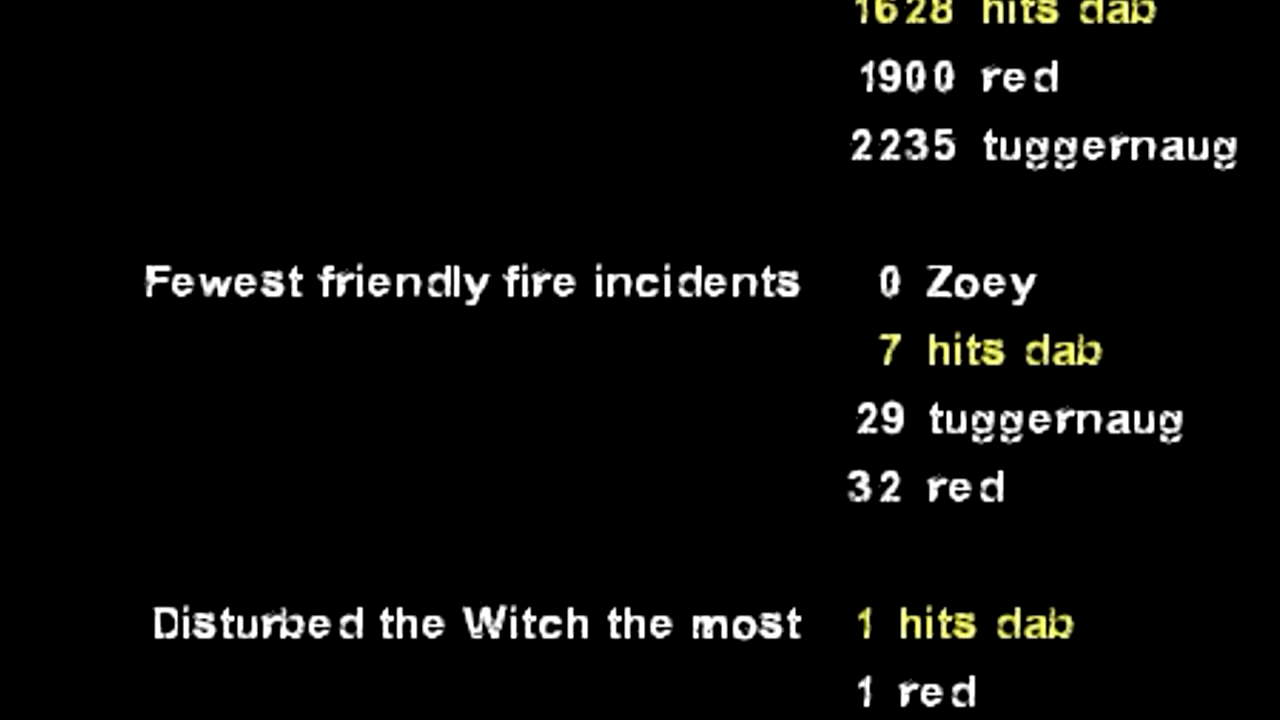 1628 hits dab
1900 red
2235 tuggernaug
Fewest friendly fire incidents 0 Zoey
7 hits dab
29 tuggernaug
32 red
Disturbed the Witch the most 1 hits dab
1 red